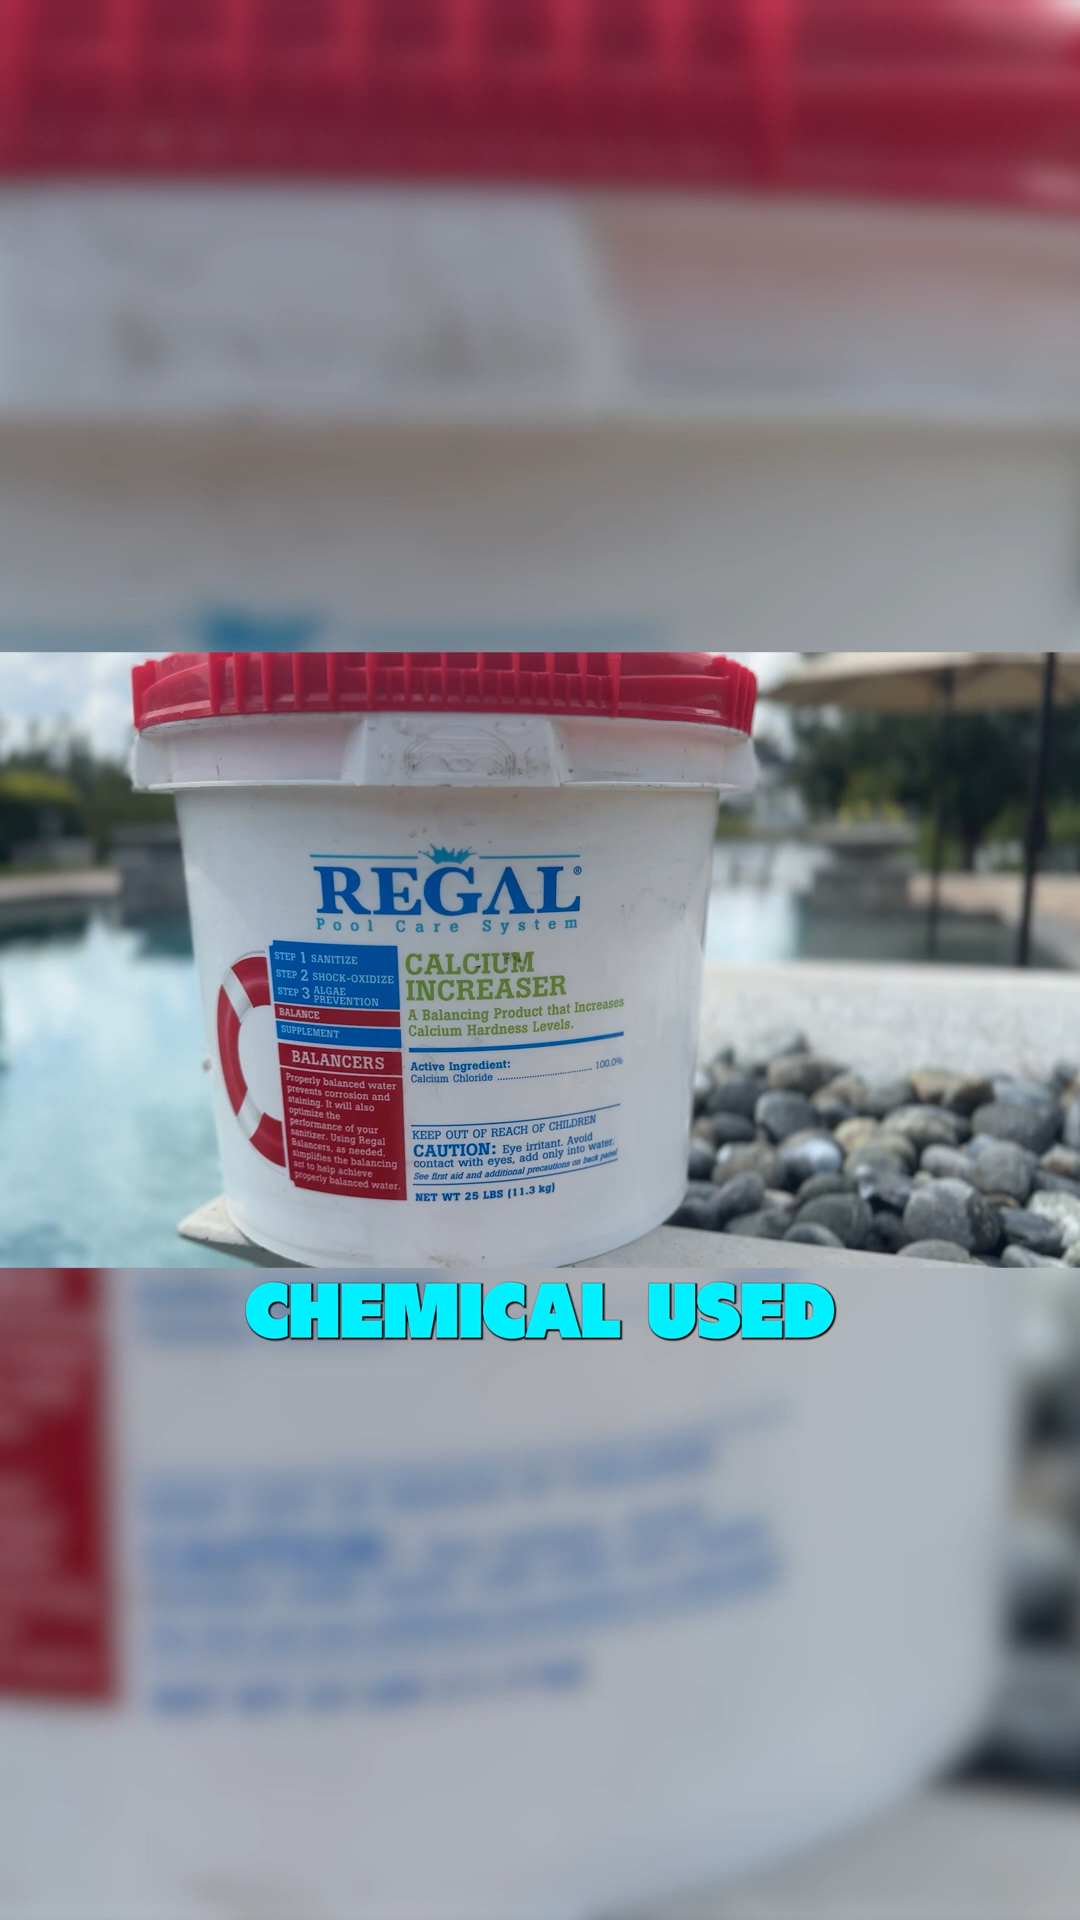 REGAL®
Pool Care System
STEP 1 SANITIZE
STEP 2 SHOCK-OXIDIZE
STEP 3 ALGAE
PREVENTION
BALANCE
SUPPLEMENT
BALANCERS
Properly balanced water
prevents corrosion and
staining. It will also
optimize the
performance of your
sanitizer. Using Regal
Balancers, as needed,
simplifies the balancing
act to help achieve
properly balanced water.
CALCIUM
INCREASER
A Balancing Product that Increases
Calcium Hardness Levels.
Active Ingredient:
Calcium Chloride ........................................ 100.0%
KEEP OUT OF REACH OF CHILDREN
CAUTION: Eye irritant. Avoid
contact with eyes, add only into water.
See first aid and additional precautions on back panel
NET WT 25 LBS (11.3 kg)
CHEMICAL USED